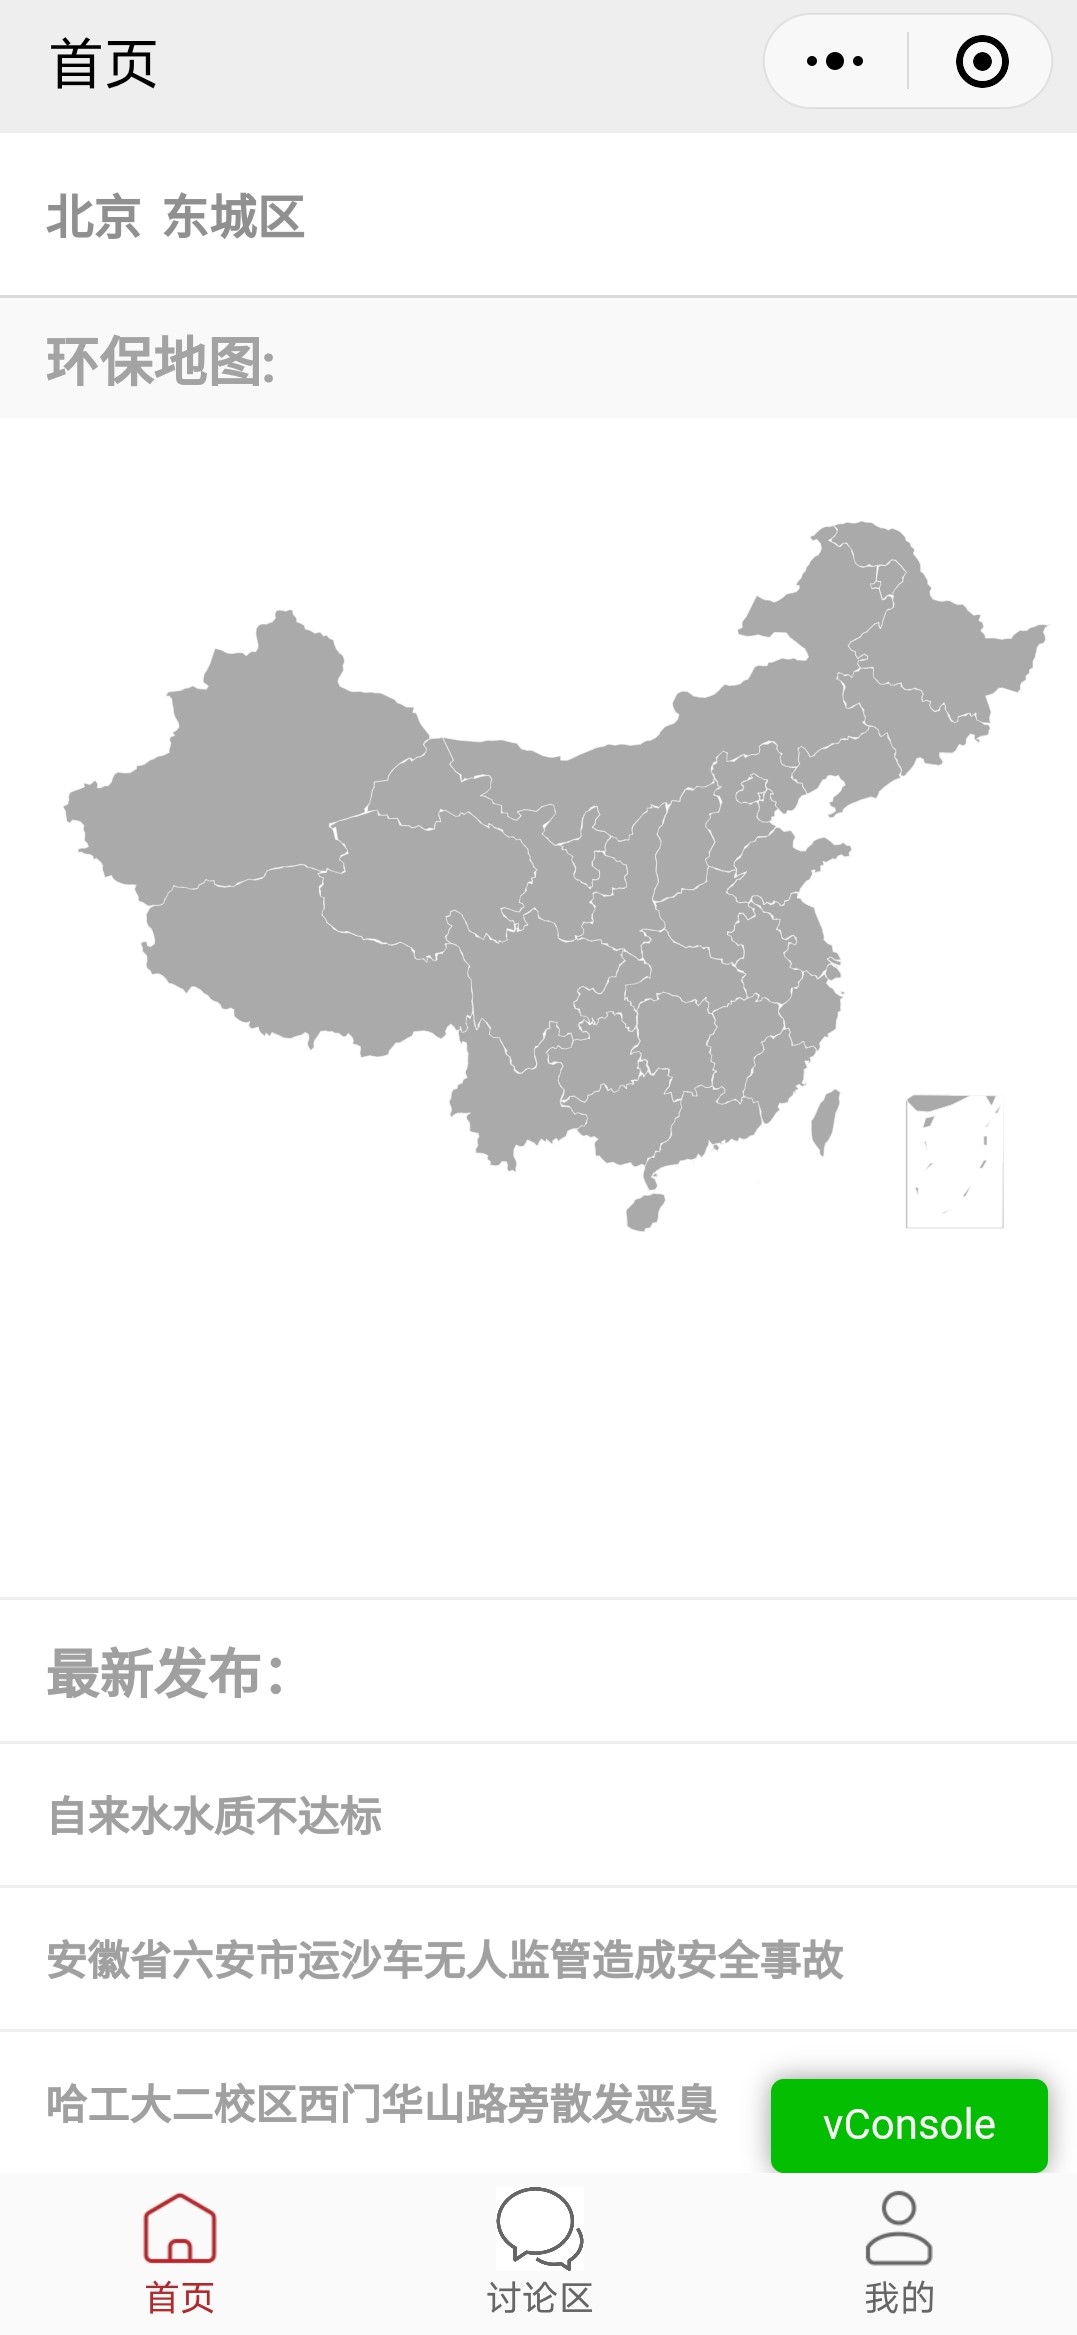 首页
北京 东城区
环保地图:
最新发布：
自来水水质不达标
安徽省六安市运沙车无人监管造成安全事故
哈工大二校区西门华山路旁散发恶臭
vConsole
首页
讨论区
我的